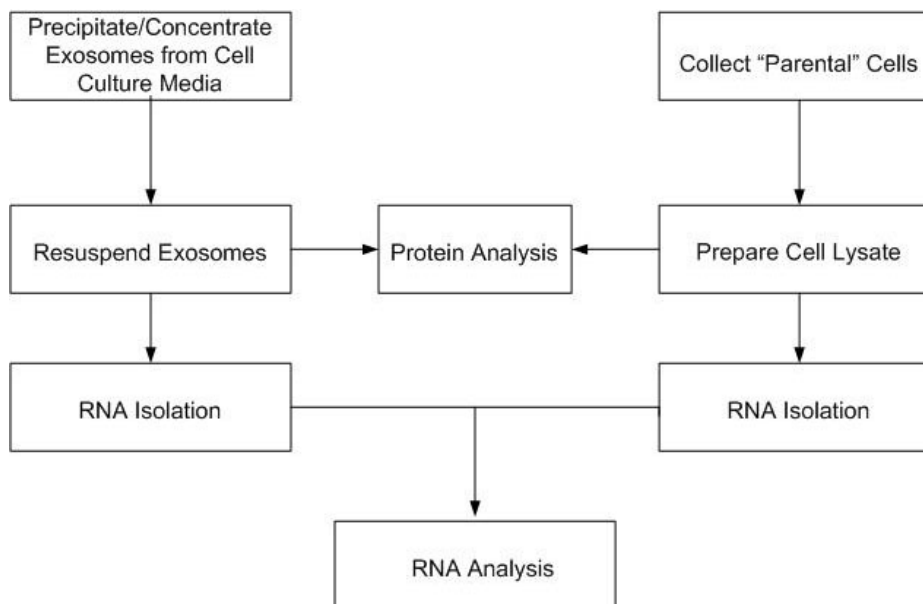 Precipitate/Concentrate
Exosomes from Cell
Culture Media
Collect “Parental” Cells
Resuspend Exosomes
Protein Analysis
Prepare Cell Lysate
RNA Isolation
RNA Isolation
RNA Analysis